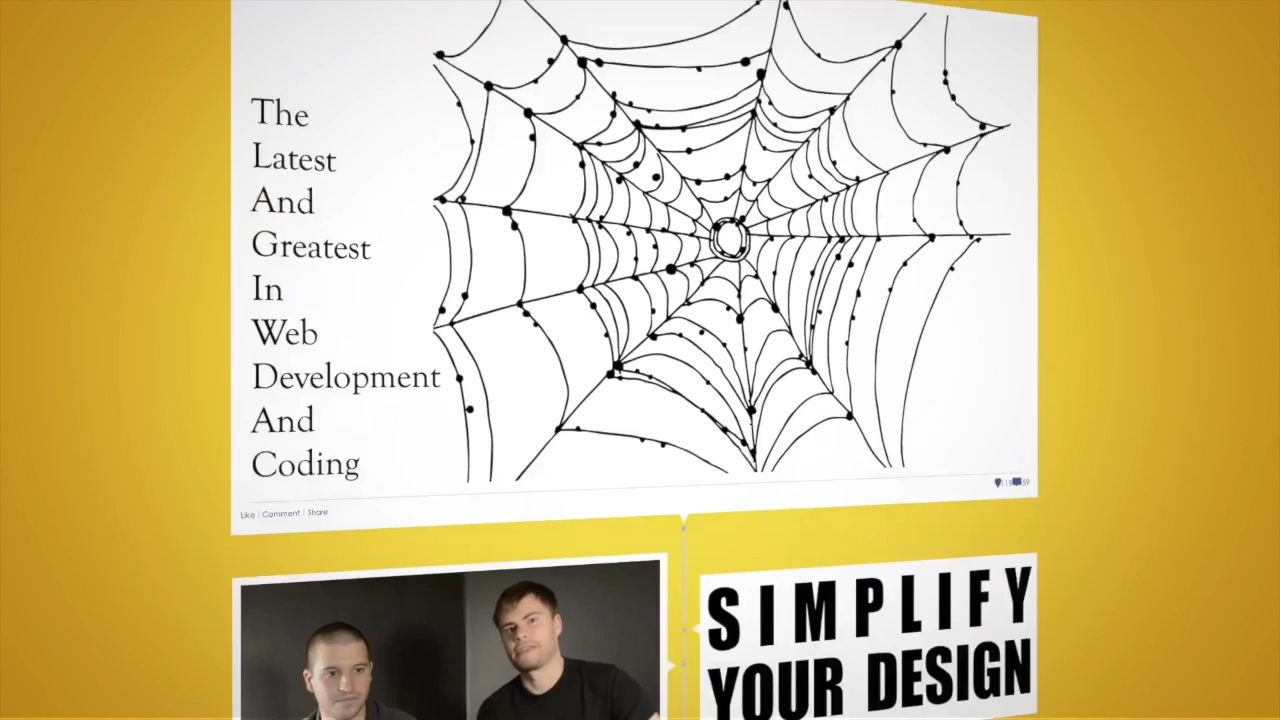 The
Latest
And
Greatest
In
Web
Development
And
Coding
Like | Comment | Share
SIMPLIFY
YOUR DESIGN